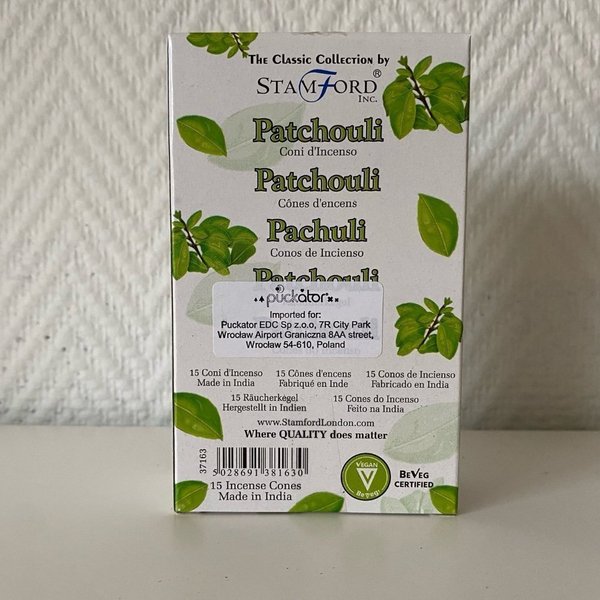 The Classic Collection by
STAMFORD®
INC.
Patchouli
Coni d'Incenso
Patchouli
Cônes d'encens
Pachuli
Conos de Incienso
Patchouli
puckator
Imported for:
Puckator EDC Sp z.o.o, 7R City Park
Wrocław Airport Graniczna 8AA street,
Wrocław 54-610, Poland
15 Coni d'Incenso 15 Cônes d'encens 15 Conos de Incienso
Made in India Fabriqué en Inde Fabricado en India
15 Räucherkegel 15 Cones do Incenso
Hergestellt in Indien Feito na India
www.StamfordLondon.com
Where QUALITY does matter
37163
5 028691 381630
15 Incense Cones
Made in India
VEGAN
V
BeVeg
BEVEG
CERTIFIED